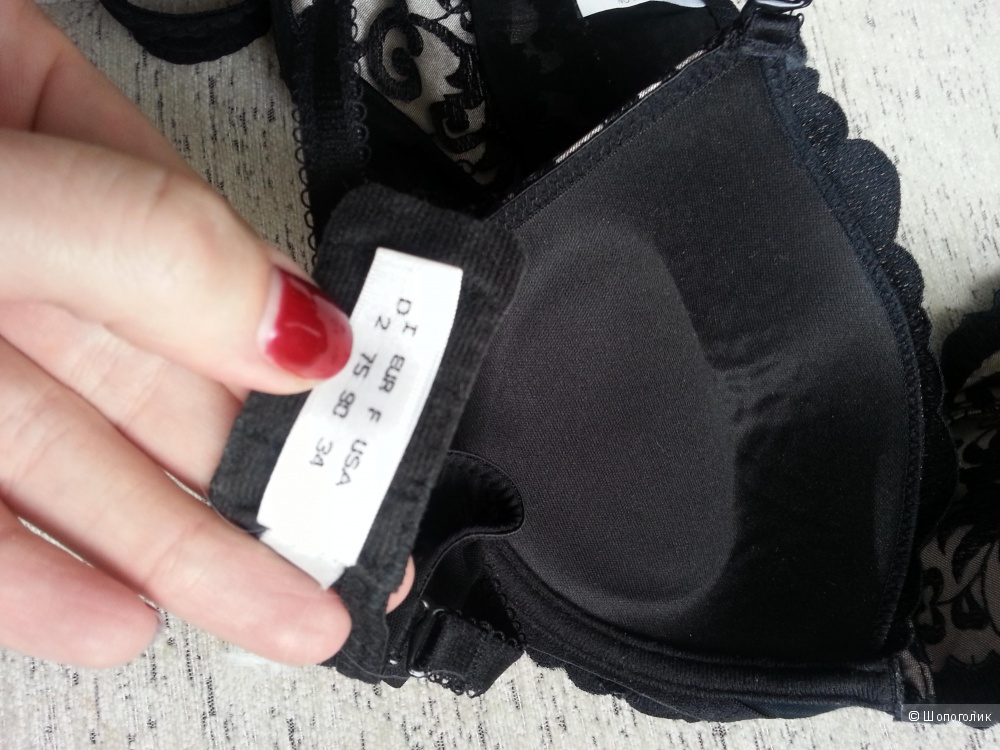 D I EUR F USA
2 75 90 34
© Шопоголик